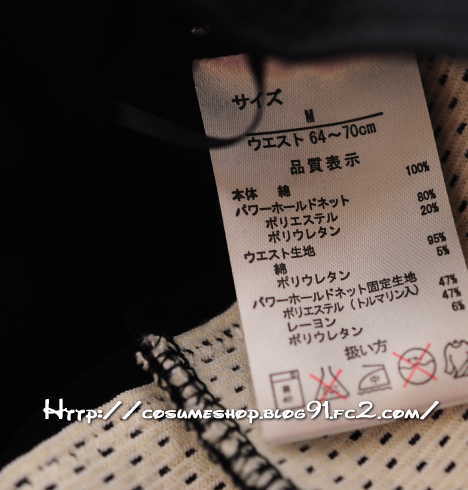 サイズ
M
ウエスト 64～70cm
品質表示
本体 綿 100%
パワーホールドネット
ポリエステル 80%
ポリウレタン 20%
ウエスト生地
綿 95%
ポリウレタン 5%
パワーホールドネット固定生地
ポリエステル(トルマリン入) 47%
レーヨン 47%
ポリウレタン 6%
扱い方
Http://cosumeshop.blog91.fc2.com/